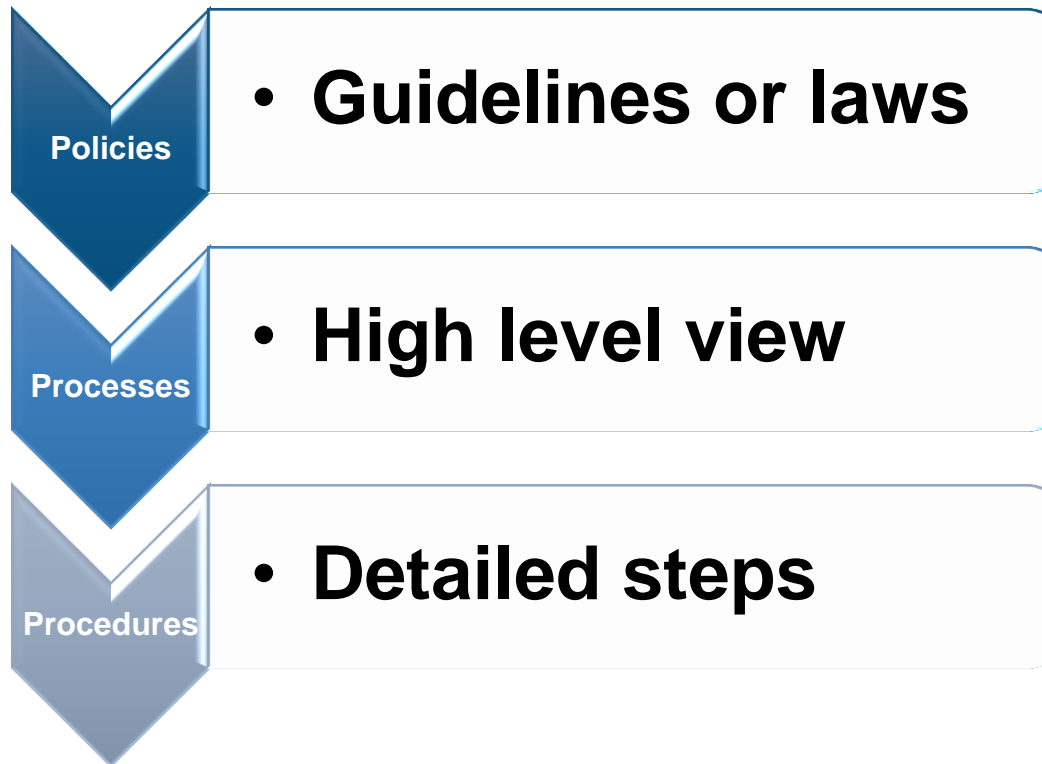 Policies
• Guidelines or laws
Processes
• High level view
Procedures
• Detailed steps